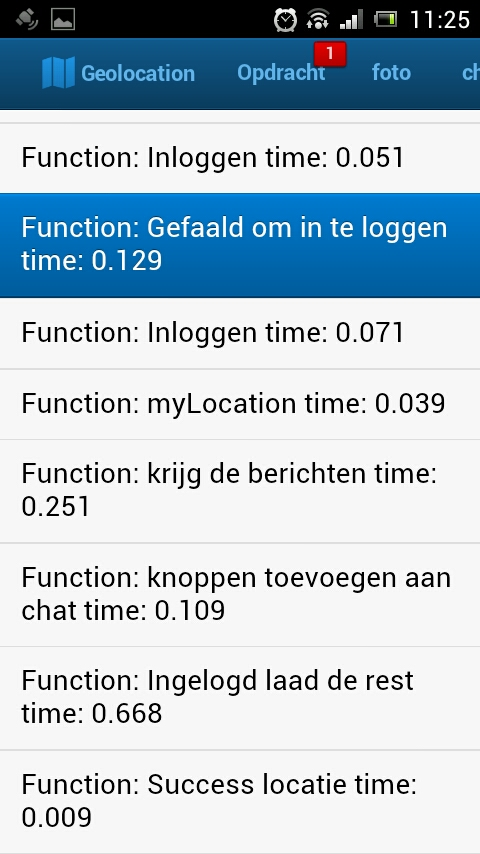 11:25
Geolocation
Opdracht
1
foto
ch
Function: Inloggen time: 0.051
Function: Gefaald om in te loggen
time: 0.129
Function: Inloggen time: 0.071
Function: myLocation time: 0.039
Function: krijg de berichten time:
0.251
Function: knoppen toevoegen aan
chat time: 0.109
Function: Ingelogd laad de rest
time: 0.668
Function: Success locatie time:
0.009